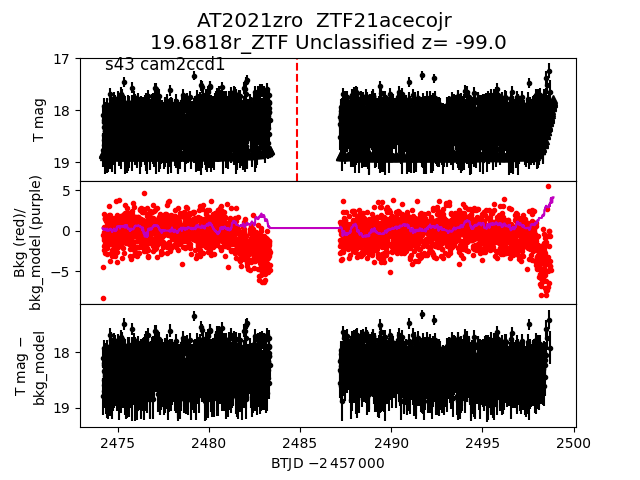 AT2021zro ZTF21acecojr
19.6818r_ZTF Unclassified z= -99.0
s43 cam2ccd1
17
18
19
T mag
5
0
−5
Bkg (red)/
bkg_model (purple)
18
19
T mag −
bkg_model
2475 2480 2485 2490 2495 2500
BTJD −2 457 000